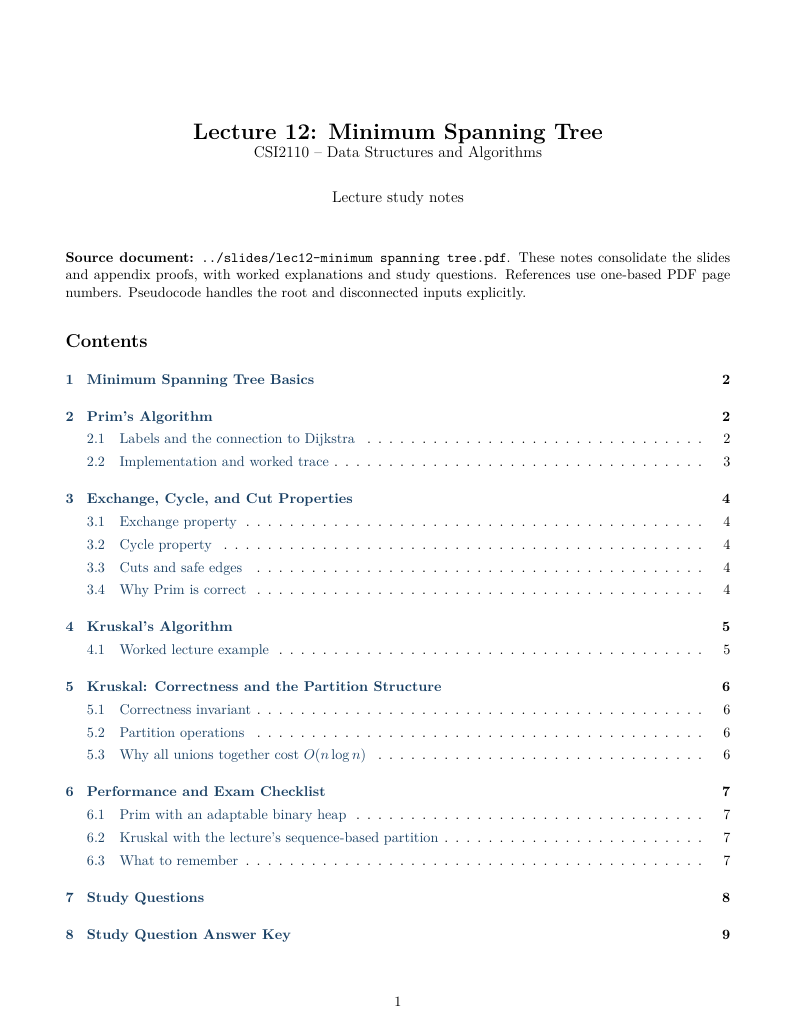 Lecture 12: Minimum Spanning Tree
CSI2110 – Data Structures and Algorithms
Lecture study notes
Source document: ../slides/lec12-minimum spanning tree.pdf. These notes consolidate the slides
and appendix proofs, with worked explanations and study questions. References use one-based PDF page
numbers. Pseudocode handles the root and disconnected inputs explicitly.
Contents
1 Minimum Spanning Tree Basics 2
2 Prim's Algorithm 2
2.1 Labels and the connection to Dijkstra . . . . . . . . . . . . . . . . . . . . . . . . . . . . . . . 2
2.2 Implementation and worked trace . . . . . . . . . . . . . . . . . . . . . . . . . . . . . . . . . 3
3 Exchange, Cycle, and Cut Properties 4
3.1 Exchange property . . . . . . . . . . . . . . . . . . . . . . . . . . . . . . . . . . . . . . . . 4
3.2 Cycle property . . . . . . . . . . . . . . . . . . . . . . . . . . . . . . . . . . . . . . . . . . 4
3.3 Cuts and safe edges . . . . . . . . . . . . . . . . . . . . . . . . . . . . . . . . . . . . . . . 4
3.4 Why Prim is correct . . . . . . . . . . . . . . . . . . . . . . . . . . . . . . . . . . . . . . . 4
4 Kruskal's Algorithm 5
4.1 Worked lecture example . . . . . . . . . . . . . . . . . . . . . . . . . . . . . . . . . . . . . 5
5 Kruskal: Correctness and the Partition Structure 6
5.1 Correctness invariant . . . . . . . . . . . . . . . . . . . . . . . . . . . . . . . . . . . . . . . 6
5.2 Partition operations . . . . . . . . . . . . . . . . . . . . . . . . . . . . . . . . . . . . . . . 6
5.3 Why all unions together cost O(n log n) . . . . . . . . . . . . . . . . . . . . . . . . . . . . . . 6
6 Performance and Exam Checklist 7
6.1 Prim with an adaptable binary heap . . . . . . . . . . . . . . . . . . . . . . . . . . . . . . . 7
6.2 Kruskal with the lecture's sequence-based partition . . . . . . . . . . . . . . . . . . . . . . . 7
6.3 What to remember . . . . . . . . . . . . . . . . . . . . . . . . . . . . . . . . . . . . . . . . 7
7 Study Questions 8
8 Study Question Answer Key 9
1